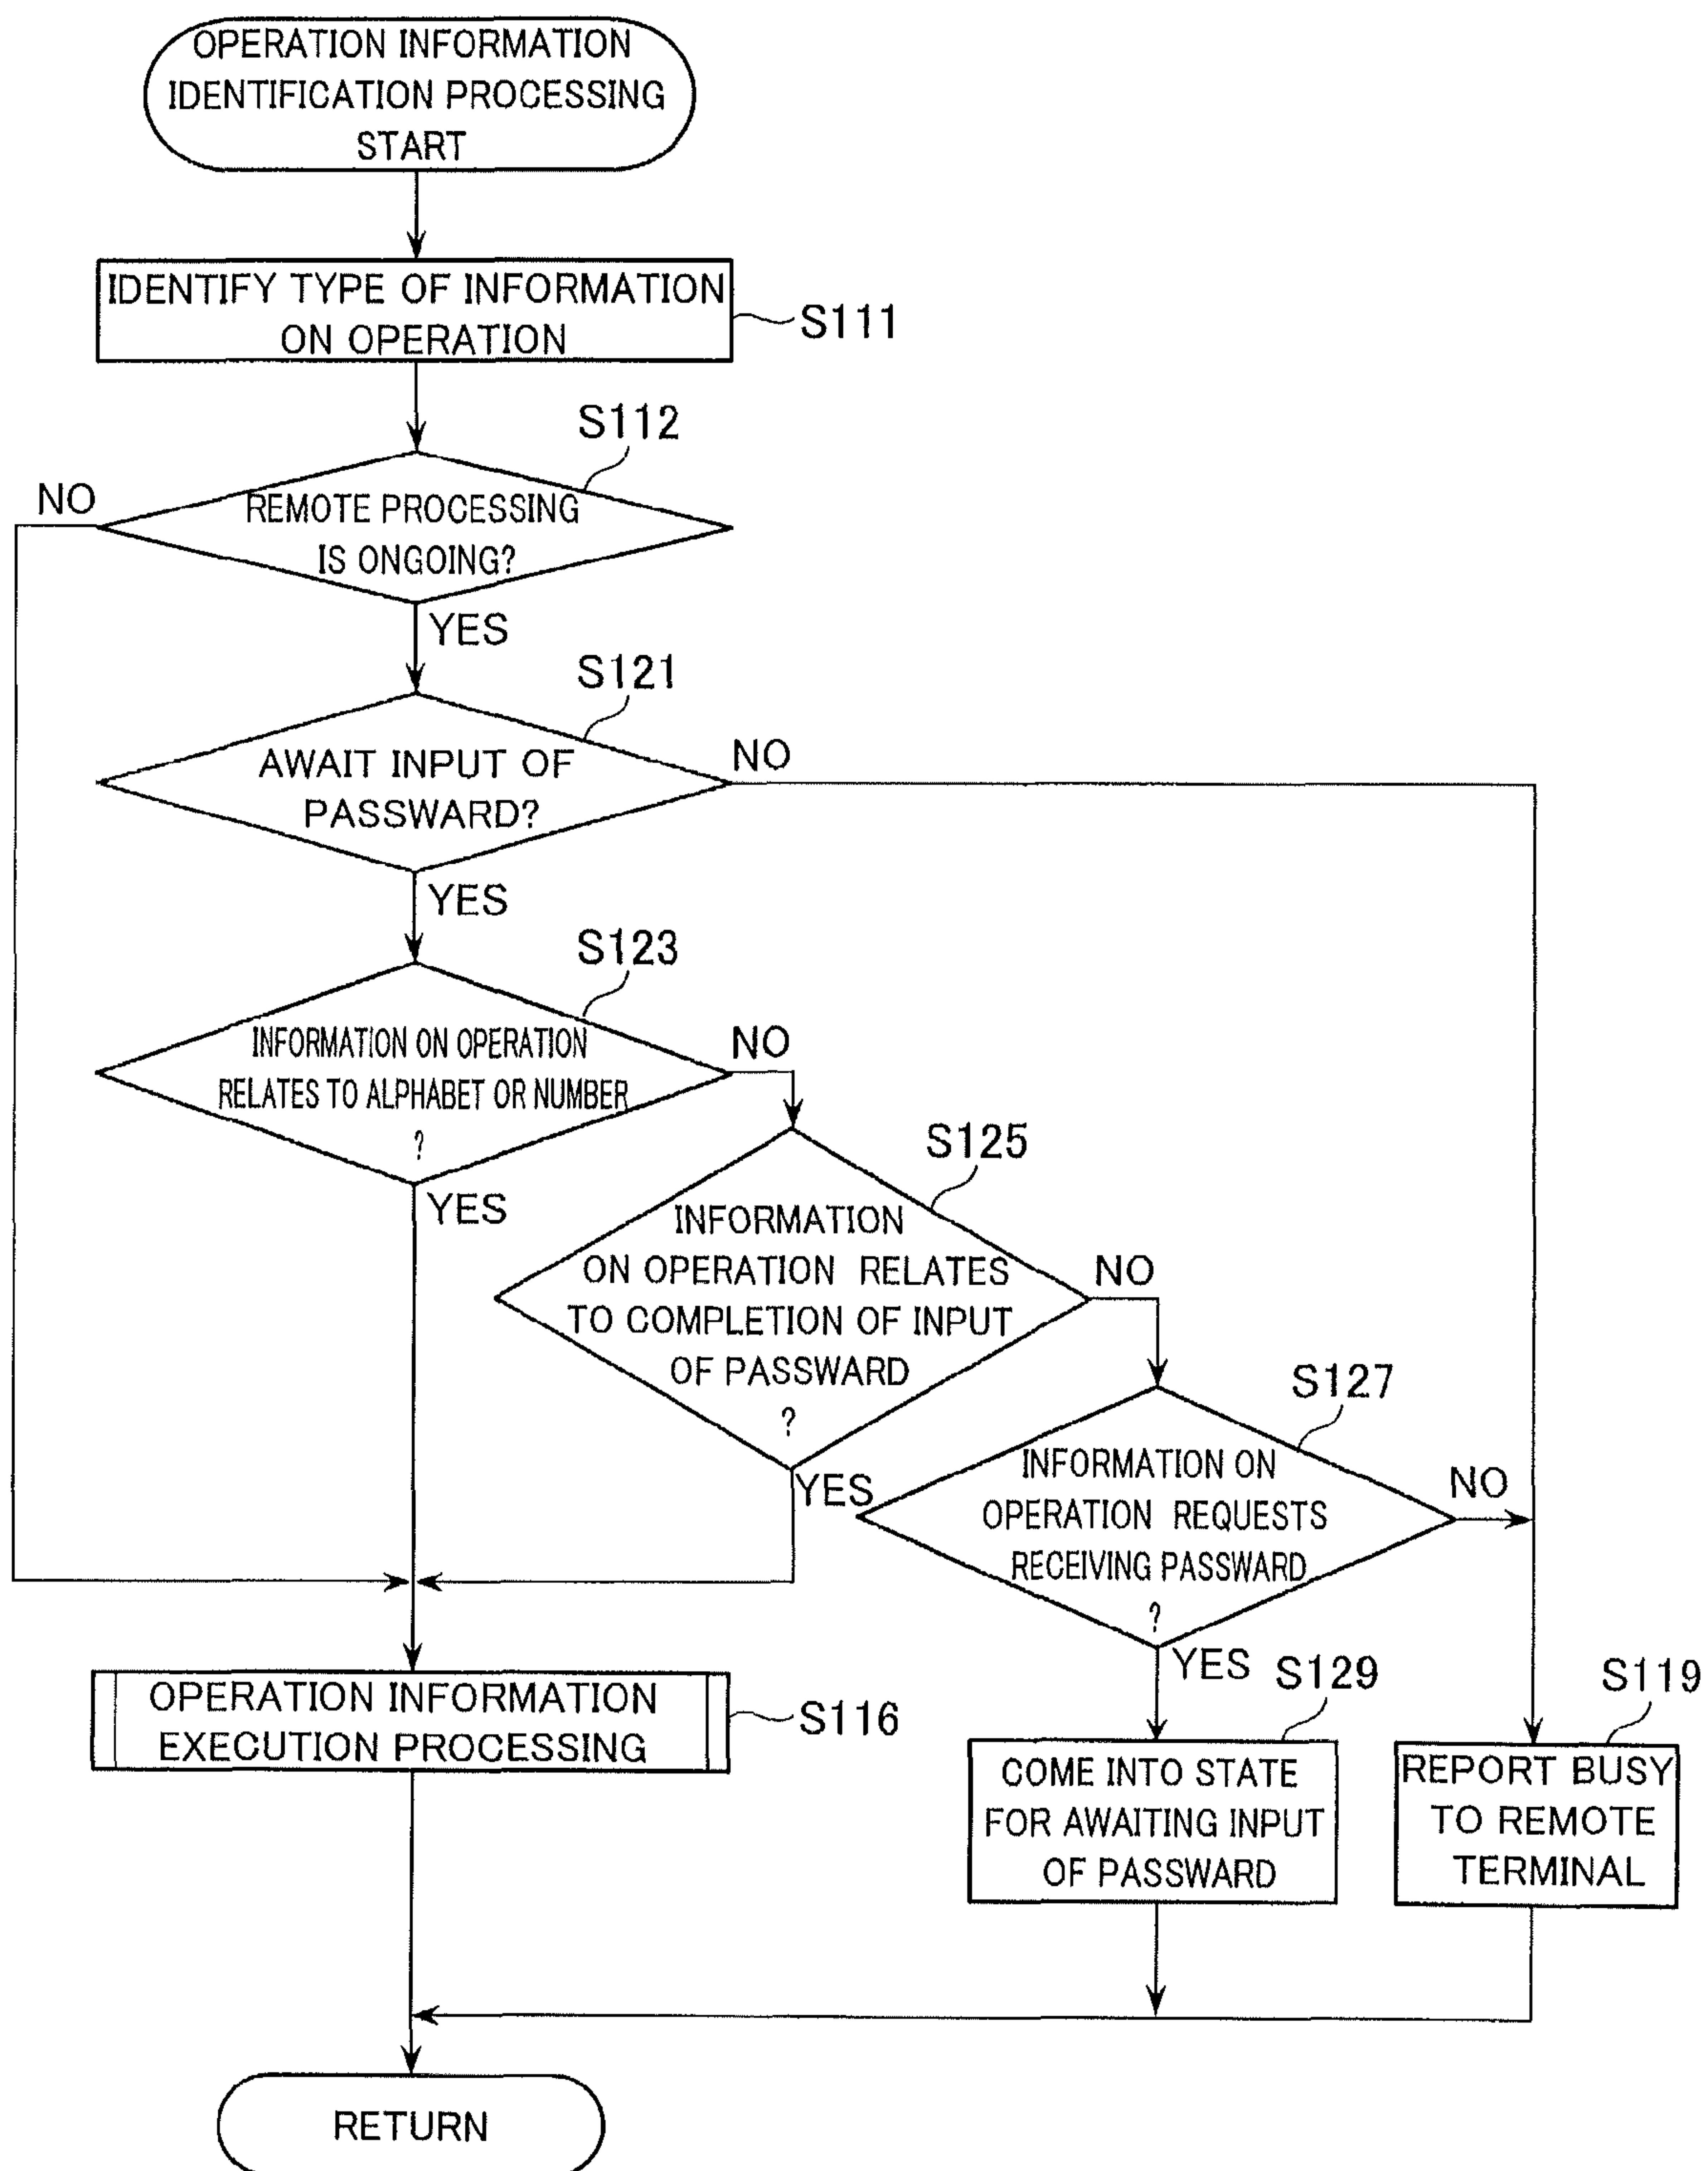 OPERATION INFORMATION
IDENTIFICATION PROCESSING
START
IDENTIFY TYPE OF INFORMATION
ON OPERATION
S111
S112
NO
REMOTE PROCESSING
IS ONGOING?
YES
S121
AWAIT INPUT OF
PASSWARD?
NO
YES
S123
INFORMATION ON OPERATION
RELATES TO ALPHABET OR NUMBER
?
NO
YES
S125
INFORMATION
ON OPERATION RELATES
TO COMPLETION OF INPUT
OF PASSWARD
?
NO
YES
S127
INFORMATION ON
OPERATION REQUESTS
RECEIVING PASSWARD
?
NO
YES
OPERATION INFORMATION
EXECUTION PROCESSING
S116
S129
COME INTO STATE
FOR AWAITING INPUT
OF PASSWARD
S119
REPORT BUSY
TO REMOTE
TERMINAL
RETURN